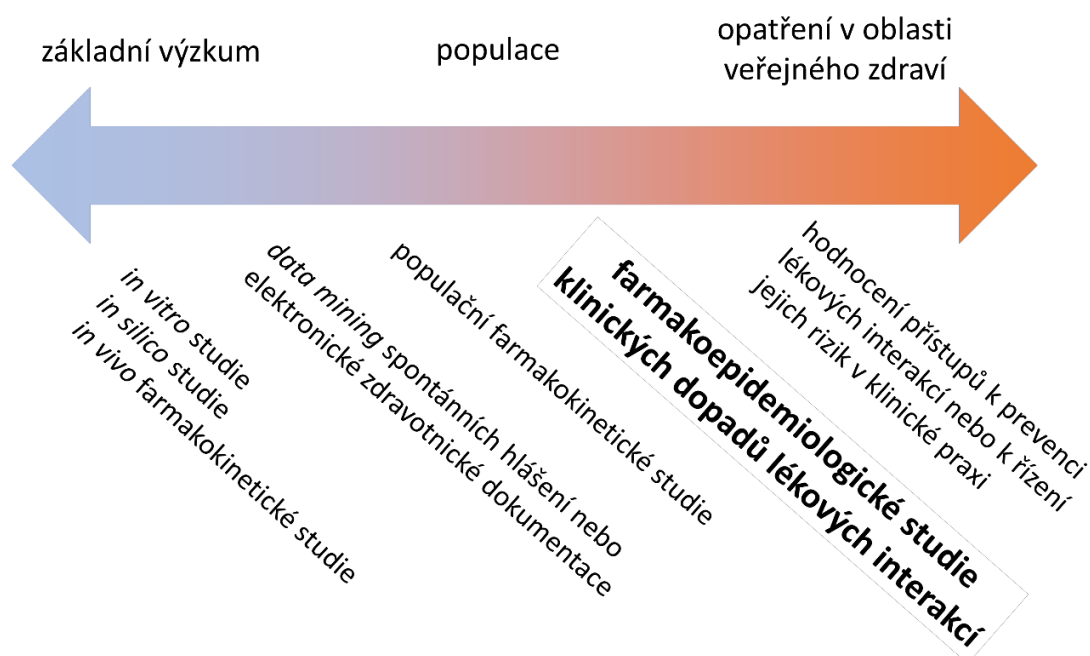 základní výzkum
populace
opatření v oblasti
veřejného zdraví
in vitro studie
in silico studie
in vivo farmakokinetické studie
data mining spontánních hlášení nebo
elektronické zdravotnické dokumentace
populační farmakokinetické studie
farmakoepidemiologické studie
klinických dopadů lékových interakcí
hodnocení přístupů k prevenci
lékových interakcí nebo k řízení
jejich rizik v klinické praxi